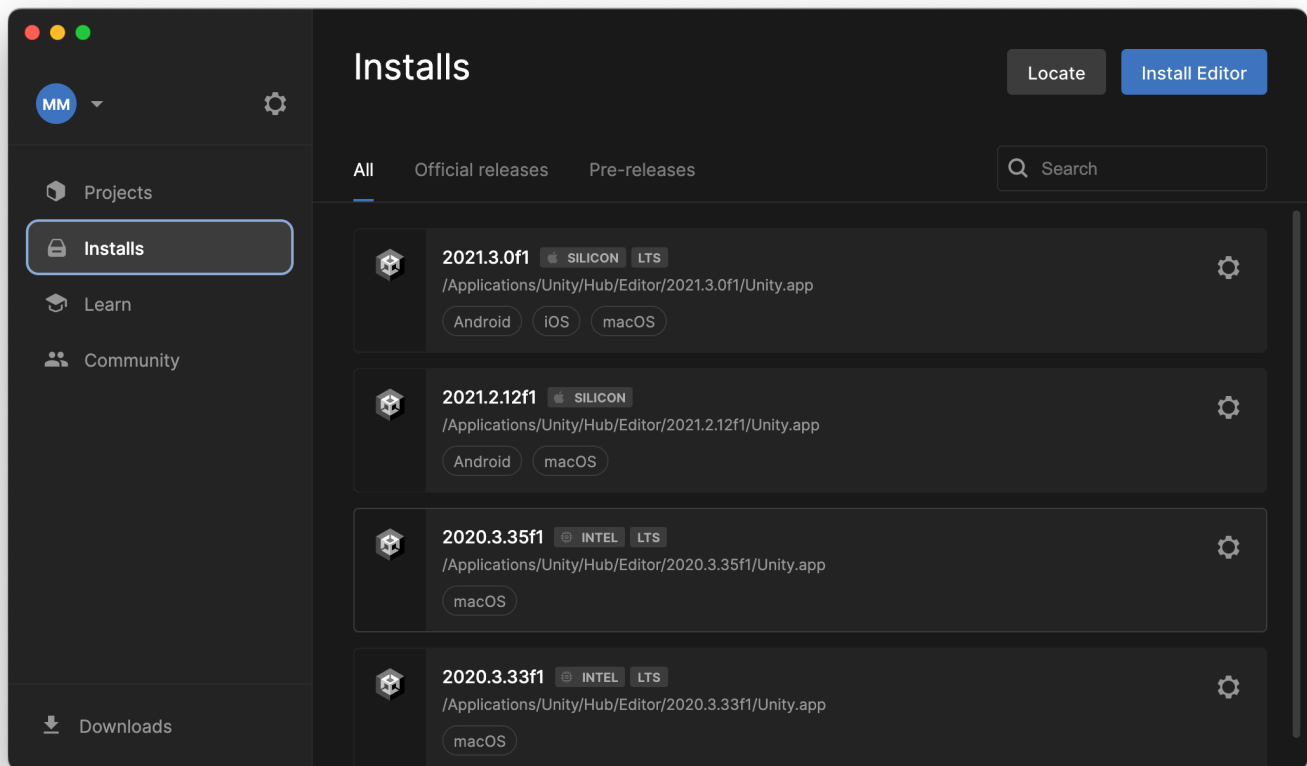 MM
Projects
Installs
Learn
Community
Downloads
Installs
Locate
Install Editor
All
Official releases
Pre-releases
Search
2021.3.0f1 SILICON LTS
/Applications/Unity/Hub/Editor/2021.3.0f1/Unity.app
Android iOS macOS
2021.2.12f1 SILICON
/Applications/Unity/Hub/Editor/2021.2.12f1/Unity.app
Android macOS
2020.3.35f1 INTEL LTS
/Applications/Unity/Hub/Editor/2020.3.35f1/Unity.app
macOS
2020.3.33f1 INTEL LTS
/Applications/Unity/Hub/Editor/2020.3.33f1/Unity.app
macOS